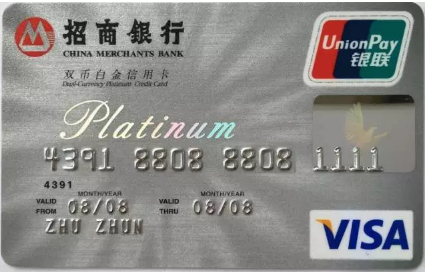 招商银行
CHINA MERCHANTS BANK
UnionPay
银联
双币白金信用卡
Dual-Currency Platinum Credit Card
Platinum
4391 8808 8808 1111
4391
MONTH/YEAR MONTH/YEAR
VALID FROM 08/08 VALID THRU 08/08
ZHU ZHUN
VISA